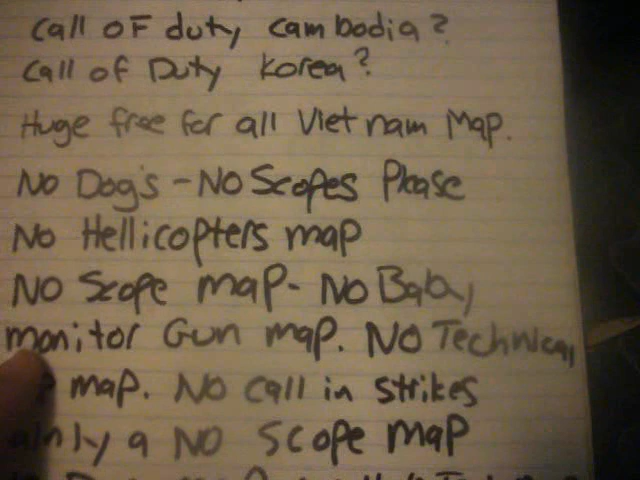 Call of duty cambodia?
Call of Duty Korea?
Huge free for all Vietnam Map.
No Dog's - No Scopes Please
No Hellicopters map
No Scope map - No Baby
monitor Gun map. No Technical
map. No call in strikes
a No Scope map